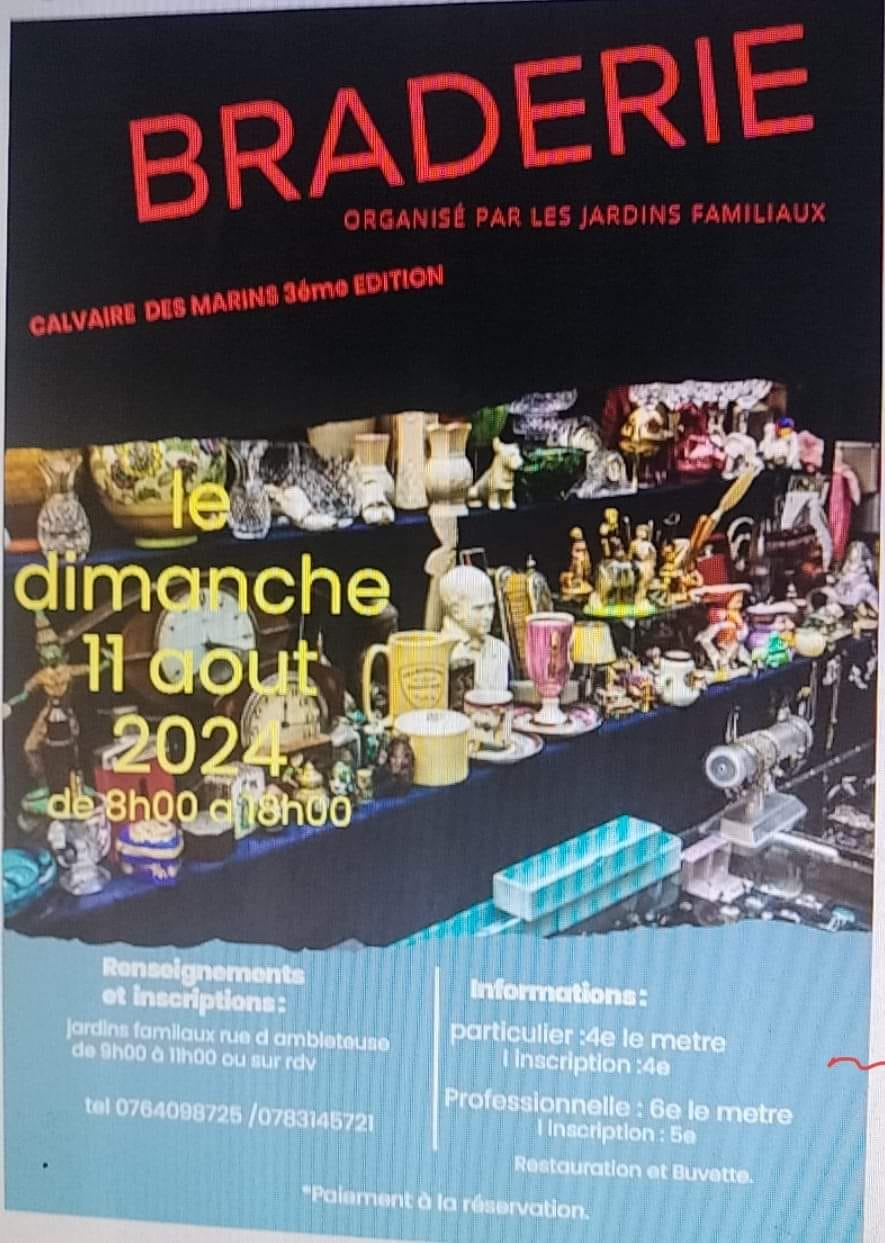 BRADERIE
ORGANISÉ PAR LES JARDINS FAMILIAUX
CALVAIRE DES MARINS 3éme EDITION
le
dimanche
11 aout
2024
de 8h00 a 18h00
Renseignements
et inscriptions :
jardins familaux rue d ambleteuse
de 9h00 à 11h00 ou sur rdv
tel 0764098725 /0783145721
Informations :
particulier :4e le metre
l inscription :4e
Professionnelle : 6e le metre
l inscription : 5e
Restauration et Buvette.
*Paiement à la réservation.